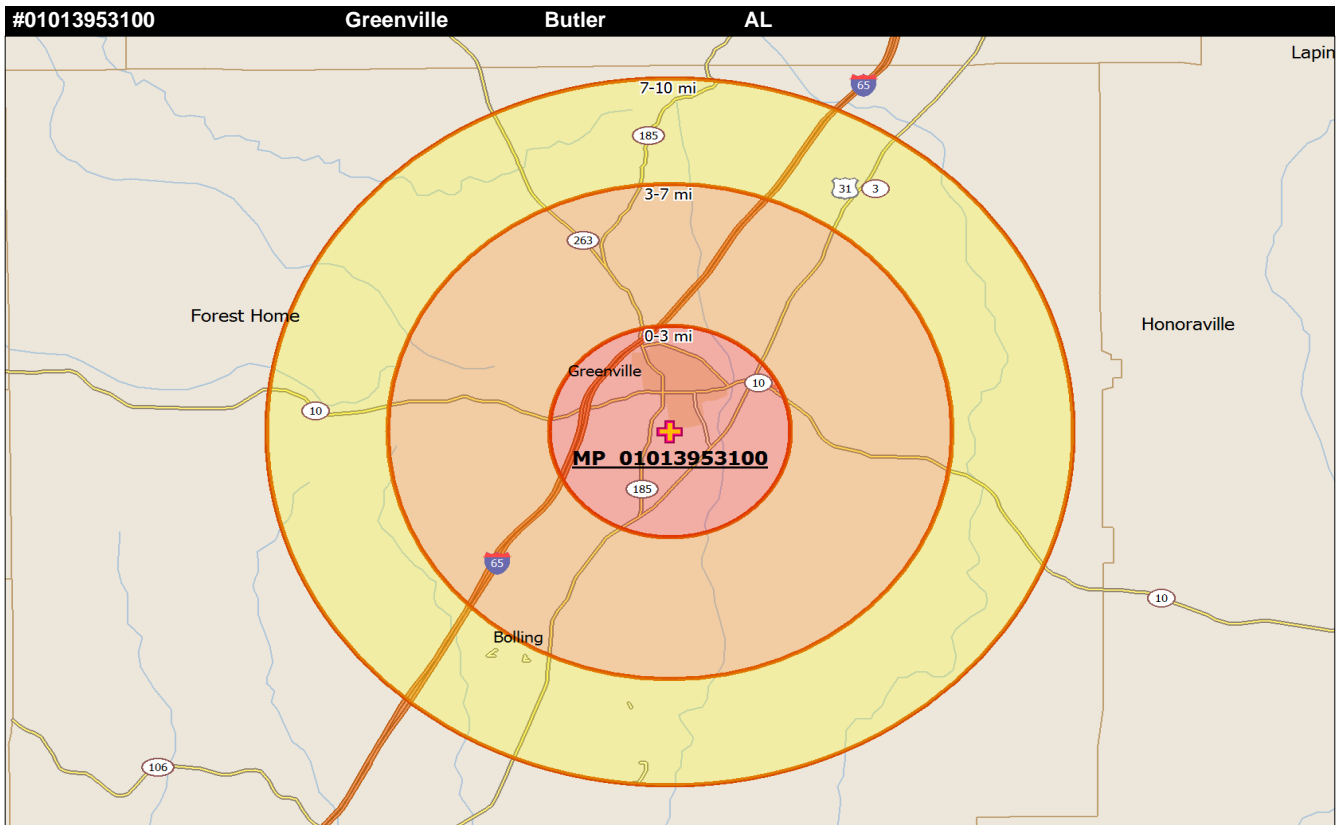 #01013953100 Greenville Butler AL
Lapin
7-10 mi
65
185
3-7 mi
31 3
263
Forest Home
Honoraville
0-3 mi
Greenville
10
10
MP 01013953100
185
65
10
Bolling
106